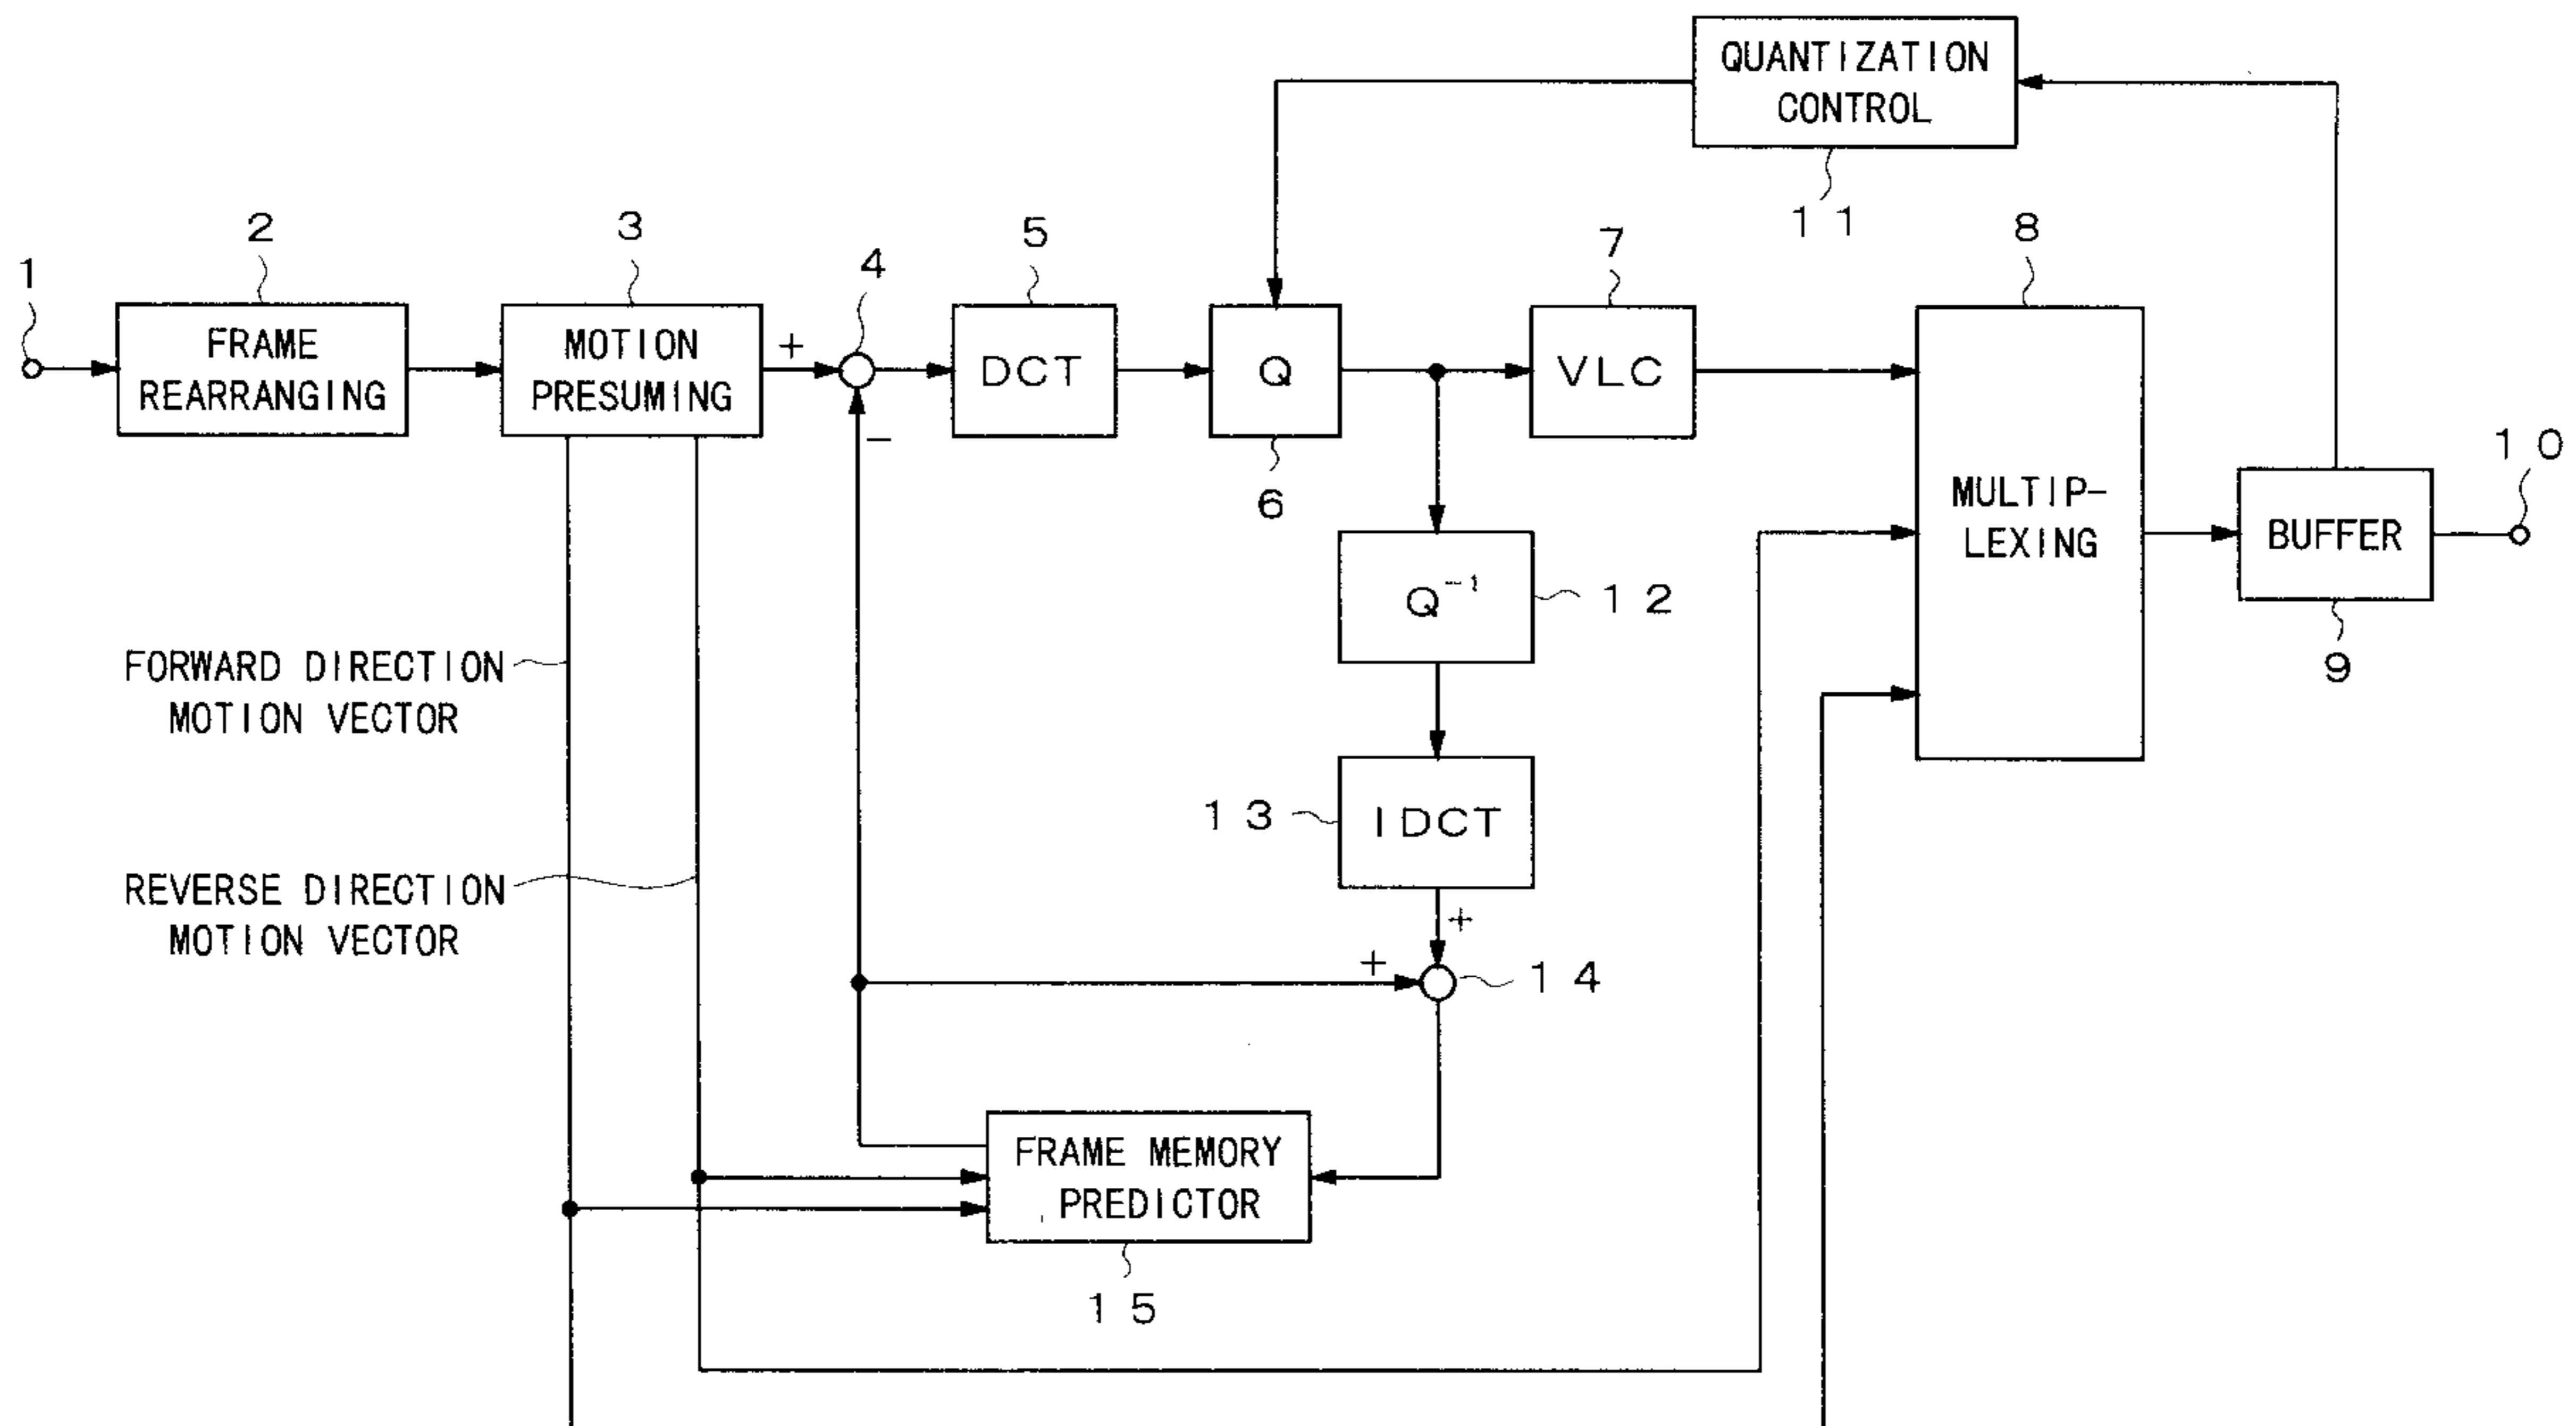 QUANTIZATION
CONTROL
11
1
2
3
4
5
7
8
FRAME
REARRANGING
MOTION
PRESUMING
+
−
DCT
Q
6
VLC
MULTIP-
LEXING
BUFFER
9
10
Q⁻¹
12
FORWARD DIRECTION
MOTION VECTOR
13
IDCT
REVERSE DIRECTION
MOTION VECTOR
+
+
14
FRAME MEMORY
PREDICTOR
15